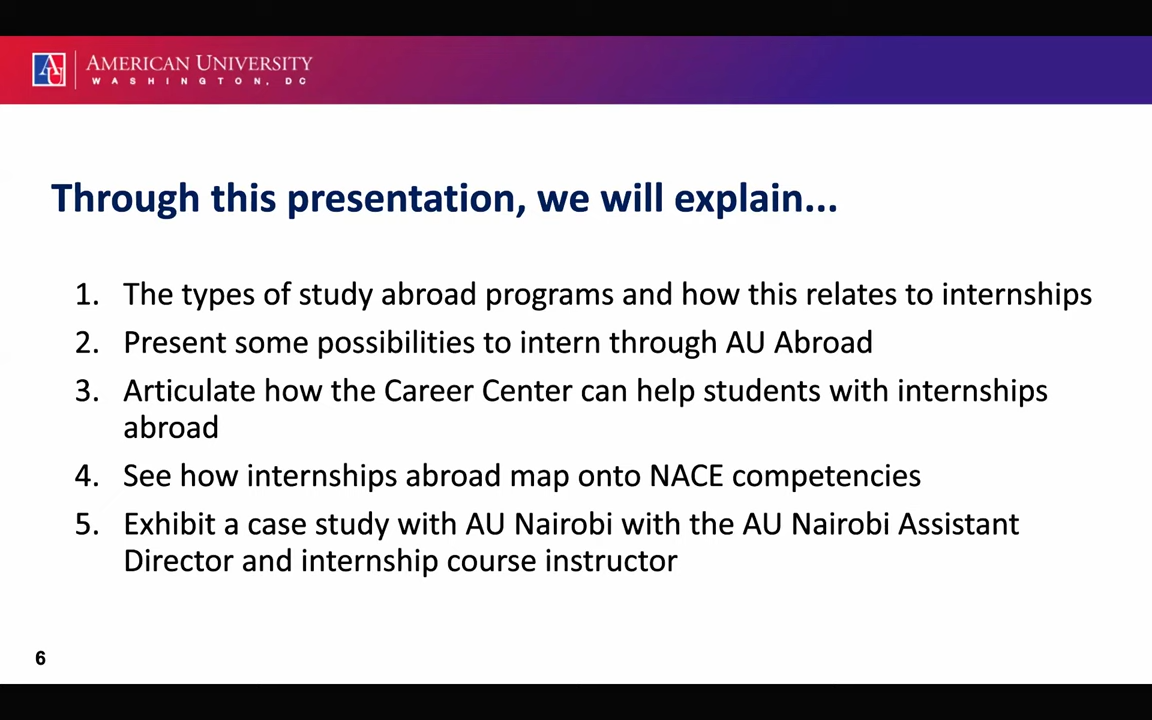 AU
AMERICAN UNIVERSITY
WASHINGTON, DC
Through this presentation, we will explain...
1. The types of study abroad programs and how this relates to internships
2. Present some possibilities to intern through AU Abroad
3. Articulate how the Career Center can help students with internships
abroad
4. See how internships abroad map onto NACE competencies
5. Exhibit a case study with AU Nairobi with the AU Nairobi Assistant
Director and internship course instructor
6